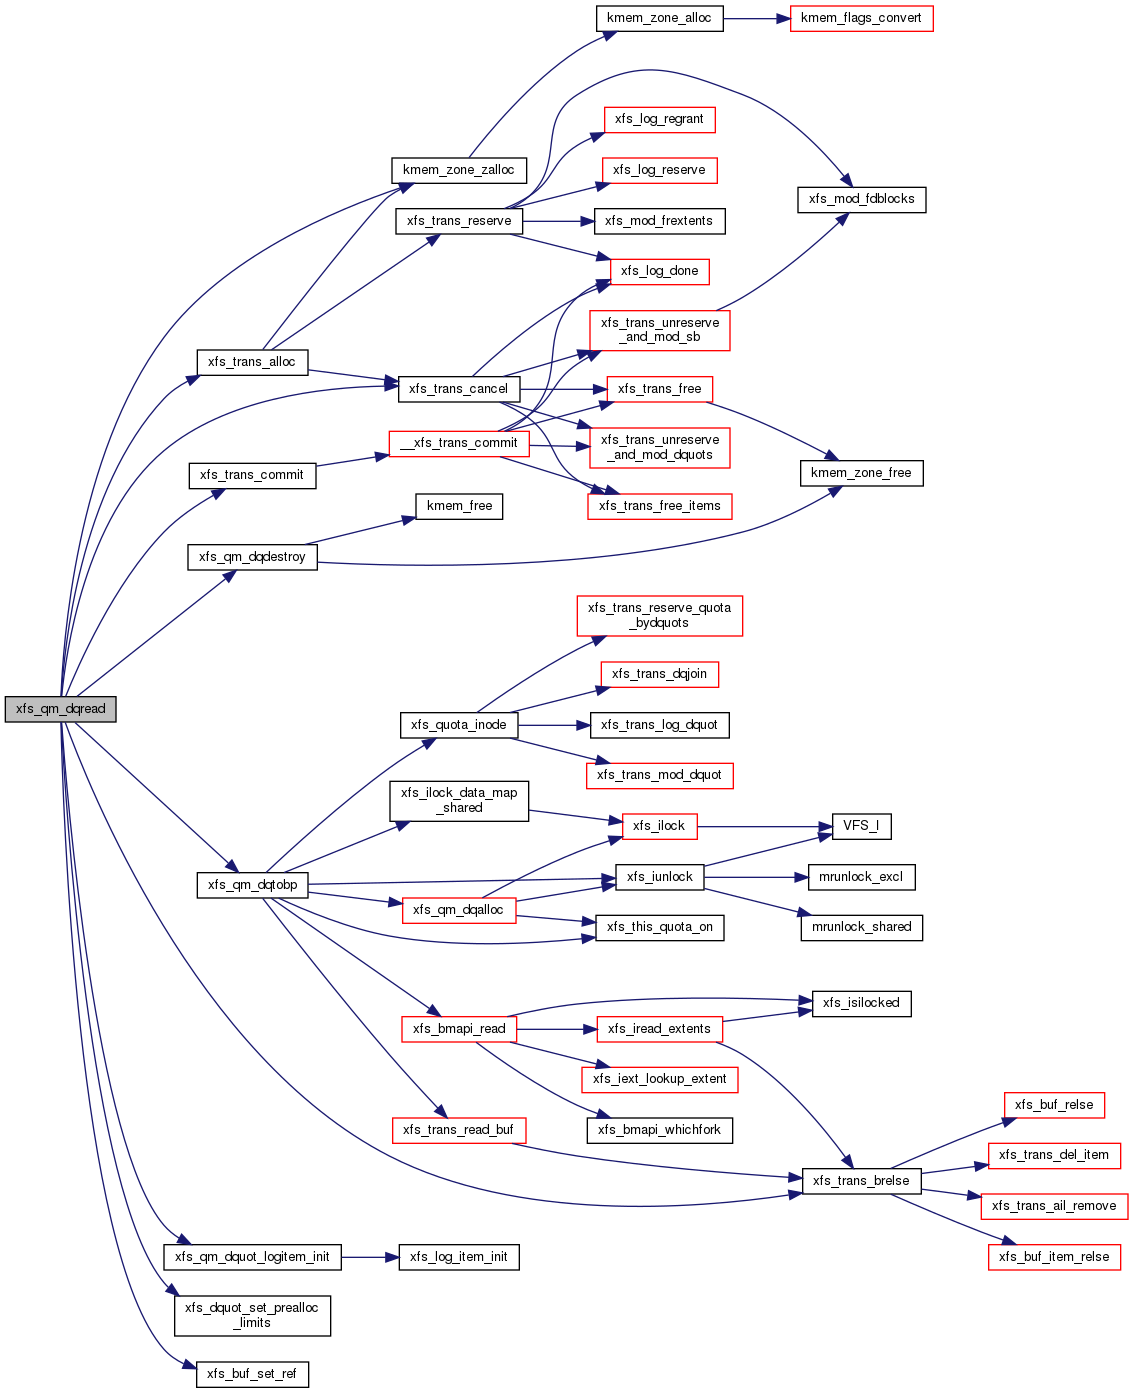 kmem_zone_alloc
kmem_flags_convert
xfs_log_regrant
kmem_zone_zalloc
xfs_log_reserve
xfs_mod_fdblocks
xfs_trans_reserve
xfs_mod_frextents
xfs_log_done
xfs_trans_unreserve
_and_mod_sb
xfs_trans_alloc
xfs_trans_cancel
xfs_trans_free
__xfs_trans_commit
xfs_trans_unreserve
_and_mod_dquots
xfs_trans_commit
kmem_zone_free
kmem_free
xfs_trans_free_items
xfs_qm_dqdestroy
xfs_trans_reserve_quota
_bydquots
xfs_trans_dqjoin
xfs_qm_dqread
xfs_quota_inode
xfs_trans_log_dquot
xfs_trans_mod_dquot
xfs_ilock_data_map
_shared
xfs_ilock
VFS_I
xfs_qm_dqtobp
xfs_iunlock
mrunlock_excl
xfs_qm_dqalloc
xfs_this_quota_on
mrunlock_shared
xfs_isilocked
xfs_bmapi_read
xfs_iread_extents
xfs_iext_lookup_extent
xfs_trans_read_buf
xfs_bmapi_whichfork
xfs_buf_relse
xfs_trans_del_item
xfs_trans_brelse
xfs_trans_ail_remove
xfs_qm_dquot_logitem_init
xfs_log_item_init
xfs_buf_item_relse
xfs_dquot_set_prealloc
_limits
xfs_buf_set_ref